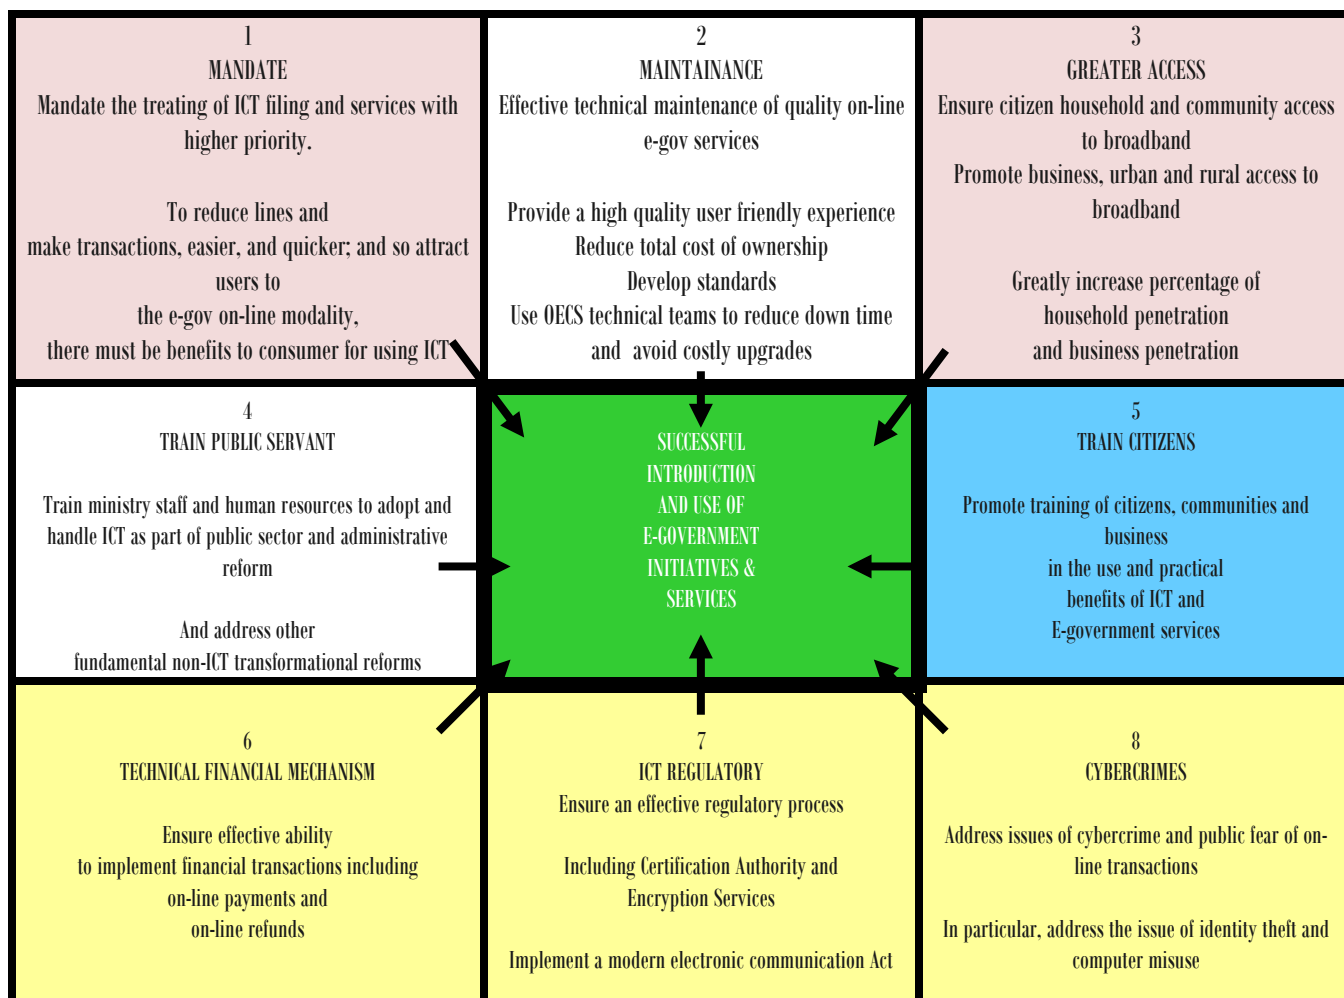 1
MANDATE
Mandate the treating of ICT filing and services with
higher priority.
To reduce lines and
make transactions, easier, and quicker; and so attract
users to
the e-gov on-line modality,
there must be benefits to consumer for using ICT
2
MAINTAINANCE
Effective technical maintenance of quality on-line
e-gov services
Provide a high quality user friendly experience
Reduce total cost of ownership
Develop standards
Use OECS technical teams to reduce down time
and avoid costly upgrades
3
GREATER ACCESS
Ensure citizen household and community access
to broadband
Promote business, urban and rural access to
broadband
Greatly increase percentage of
household penetration
and business penetration
4
TRAIN PUBLIC SERVANT
Train ministry staff and human resources to adopt and
handle ICT as part of public sector and administrative
reform
And address other
fundamental non-ICT transformational reforms
SUCCESSFUL
INTRODUCTION
AND USE OF
E-GOVERNMENT
INITIATIVES &
SERVICES
5
TRAIN CITIZENS
Promote training of citizens, communities and
business
in the use and practical
benefits of ICT and
E-government services
6
TECHNICAL FINANCIAL MECHANISM
Ensure effective ability
to implement financial transactions including
on-line payments and
on-line refunds
7
ICT REGULATORY
Ensure an effective regulatory process
Including Certification Authority and
Encryption Services
Implement a modern electronic communication Act
8
CYBERCRIMES
Address issues of cybercrime and public fear of on-
line transactions
In particular, address the issue of identity theft and
computer misuse